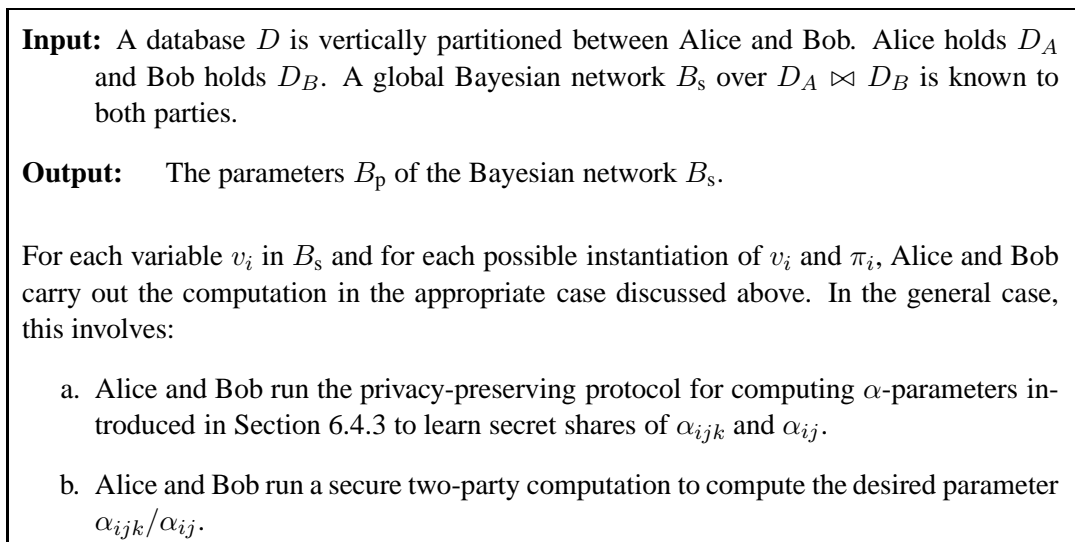 Input: A database D is vertically partitioned between Alice and Bob. Alice holds D_A
and Bob holds D_B. A global Bayesian network B_s over D_A ⋈ D_B is known to
both parties.
Output: The parameters B_p of the Bayesian network B_s.
For each variable v_i in B_s and for each possible instantiation of v_i and π_i, Alice and Bob
carry out the computation in the appropriate case discussed above. In the general case,
this involves:
a. Alice and Bob run the privacy-preserving protocol for computing α-parameters in-
troduced in Section 6.4.3 to learn secret shares of α_ijk and α_ij.
b. Alice and Bob run a secure two-party computation to compute the desired parameter
α_ijk/α_ij.